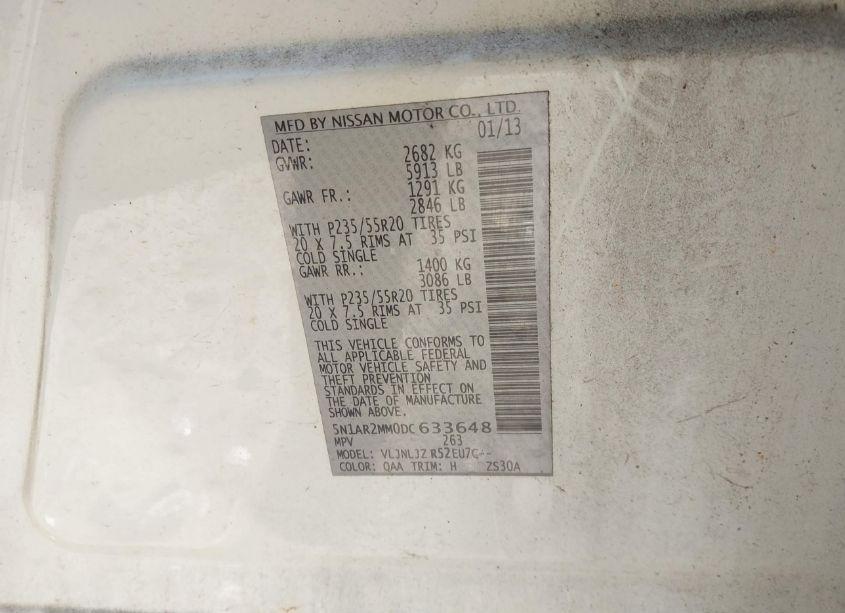 MFD BY NISSAN MOTOR CO., LTD.
DATE: 01/13
GVWR: 2682 KG
5913 LB
GAWR FR.: 1291 KG
2846 LB
WITH P235/55R20 TIRES
20 X 7.5 RIMS AT 35 PSI
COLD SINGLE
GAWR RR.: 1400 KG
3086 LB
WITH P235/55R20 TIRES
20 X 7.5 RIMS AT 35 PSI
COLD SINGLE
THIS VEHICLE CONFORMS TO
ALL APPLICABLE FEDERAL
MOTOR VEHICLE SAFETY AND
THEFT PREVENTION
STANDARDS IN EFFECT ON
THE DATE OF MANUFACTURE
SHOWN ABOVE.
5N1AR2MM0DC633648
MPV 263
MODEL: VLJNLJZ R52EU7C--
COLOR: QAA TRIM: H ZS30A